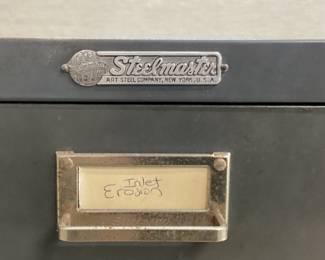 Steelmaster
ART STEEL COMPANY, NEW YORK, U.S.A.
Inlet
Erosion